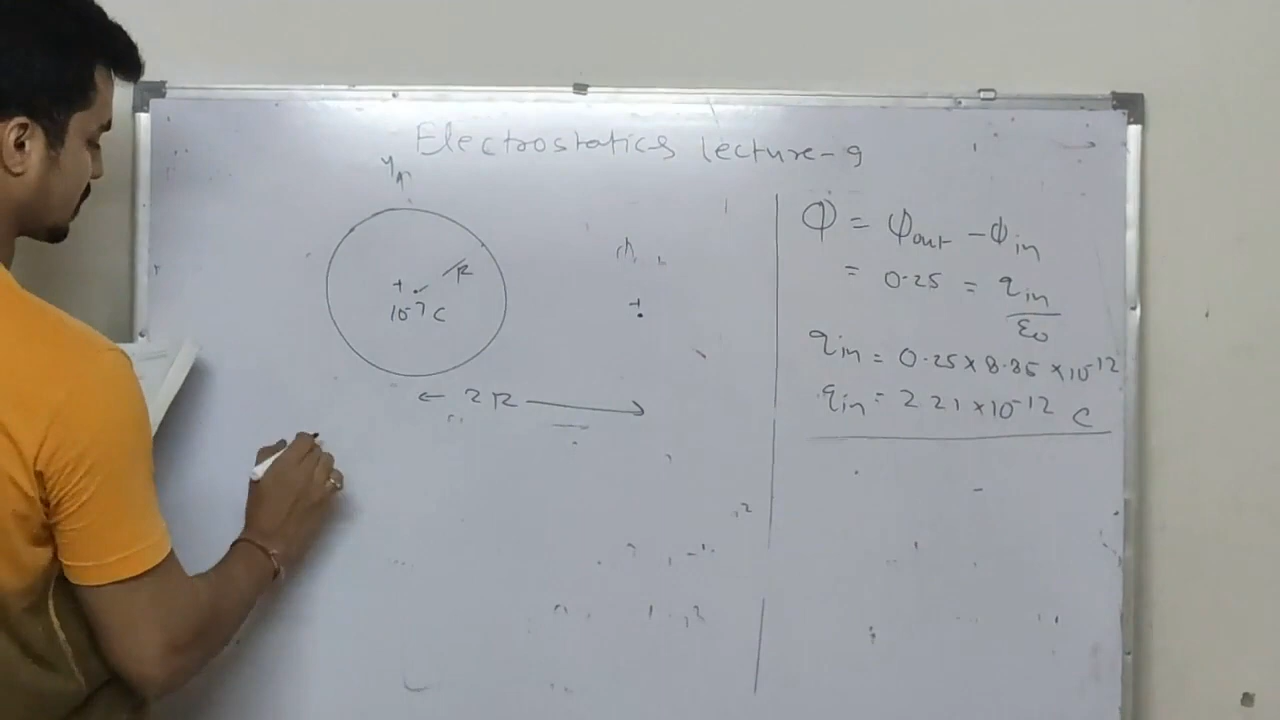 Electrostatics lecture-9
y
R
+
10-7 C
+
← 2R →
Φ = φout - Φin
= 0.25 = qin
ε0
qin = 0.25 × 8.85 × 10-12
qin = 2.21 × 10-12 C